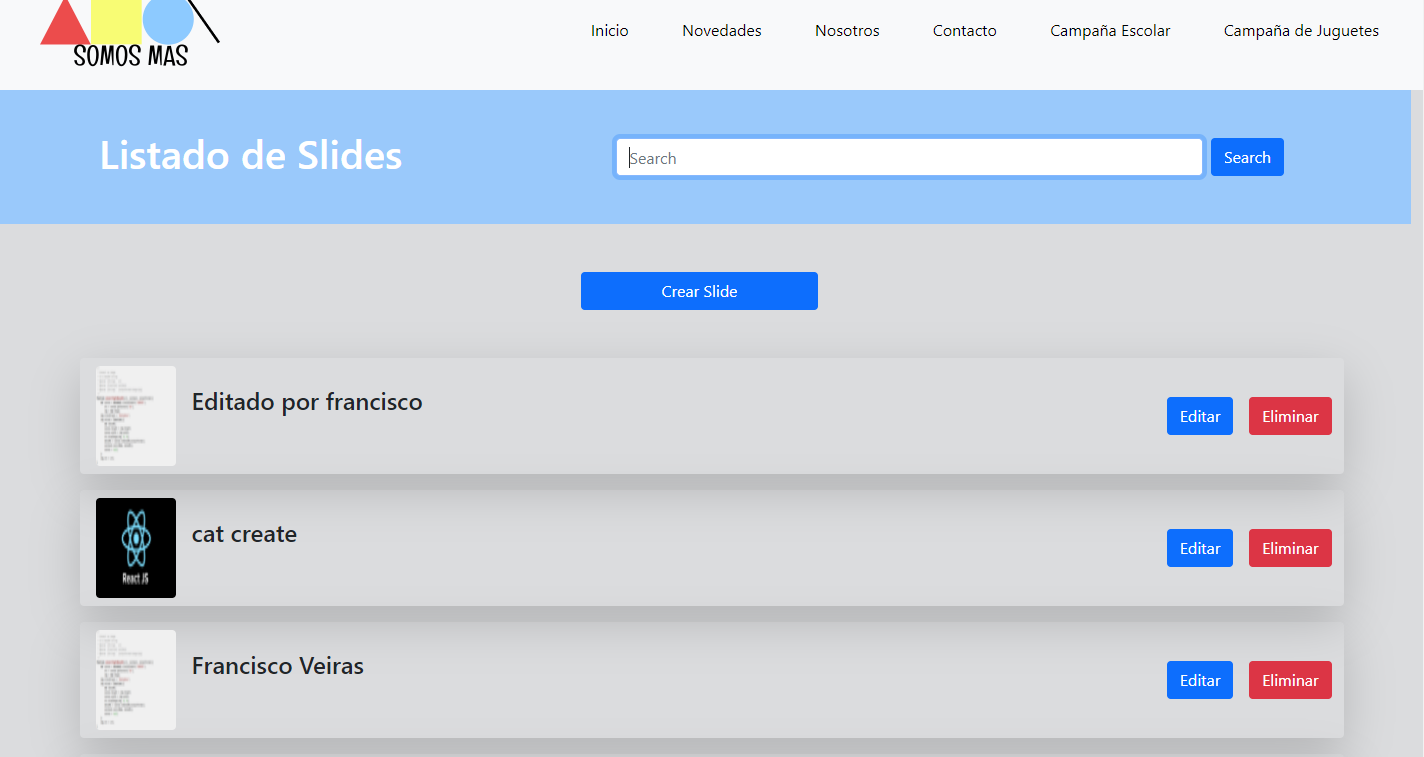 SOMOS MAS
Inicio Novedades Nosotros Contacto Campaña Escolar Campaña de Juguetes
Listado de Slides
Search Search
Crear Slide
Editado por francisco
Editar Eliminar
React JS
cat create
Editar Eliminar
Francisco Veiras
Editar Eliminar